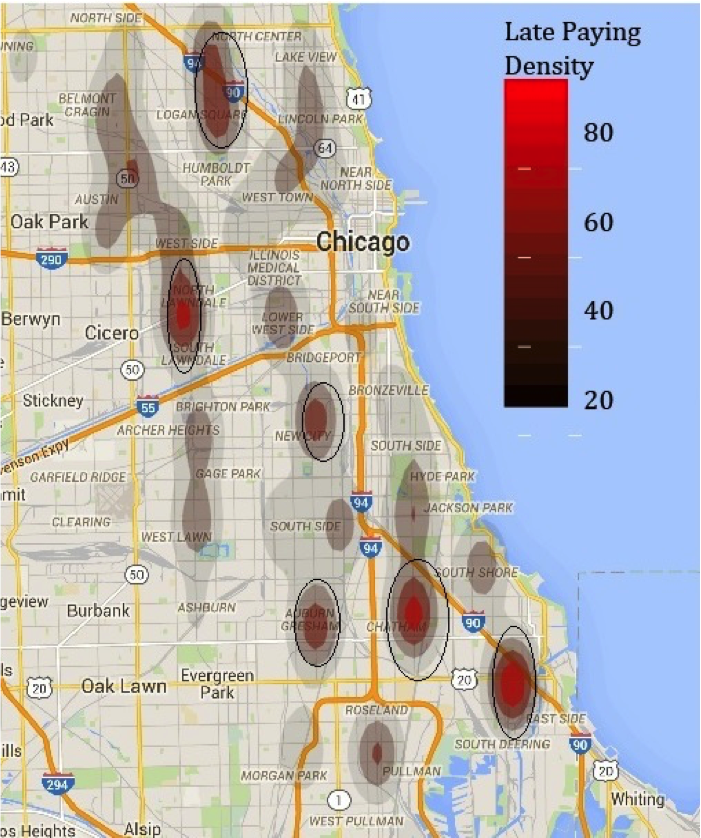 NORTH SIDE
Late Paying
Density
NORTH CENTER
NING
LAKE VIEW
94
90
41
80
BELMONT
CRAGIN
LOGAN SQUARE
LINCOLN PARK
od Park
64
43
HUMBOLDT
PARK
50
NEAR
NORTH SIDE
AUSTIN
WEST TOWN
Oak Park
60
WEST SIDE
Chicago
290
ILLINOIS
MEDICAL
DISTRICT
NORTH
LAWNDALE
NEAR
SOUTH SIDE
40
Berwyn
Cicero
LOWER
WEST SIDE
SOUTH
LAWNDALE
BRIDGEPORT
50
BRONZEVILLE
Stickney
55
BRIGHTON PARK
20
ARCHER HEIGHTS
NEW CITY
SOUTH SIDE
venson Expy
GARFIELD RIDGE
GAGE PARK
HYDE PARK
mit
94
JACKSON PARK
CLEARING
SOUTH SIDE
WEST LAWN
94
50
SOUTH SHORE
geview
Burbank
ASHBURN
AUBURN
GRESHAM
CHATHAM
90
ls
20
Oak Lawn
Evergreen
Park
20
ROSELAND
EAST SIDE
SOUTH DEERING
90
ills
MORGAN PARK
PULLMAN
20
294
1
Whiting
WEST PULLMAN
os Heights
Alsip